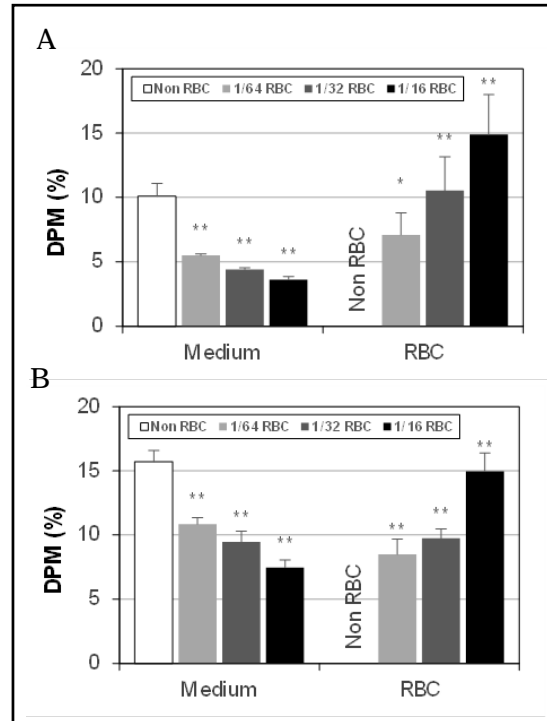 A
20
Non RBC 1/64 RBC 1/32 RBC 1/16 RBC
**
15
**
*
10
**
**
**
5
0
DPM (%)
Non RBC
Medium RBC
B
20
Non RBC 1/64 RBC 1/32 RBC 1/16 RBC
**
15
**
**
**
**
**
10
5
0
DPM (%)
Non RBC
Medium RBC